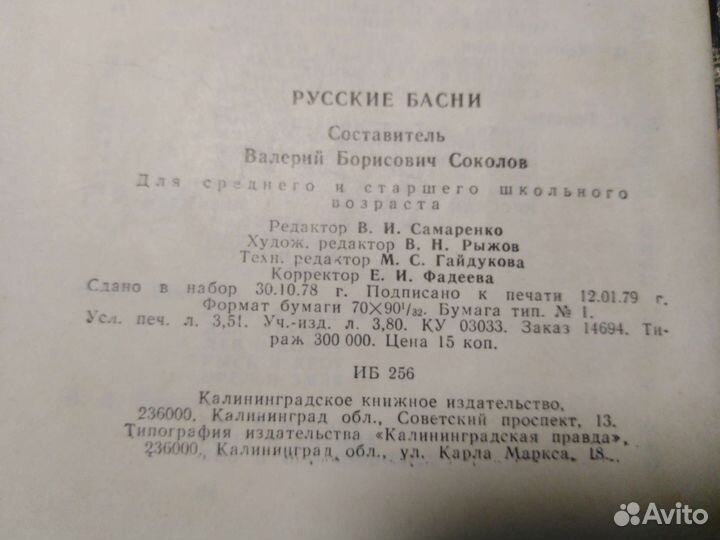 РУССКИЕ БАСНИ
Составитель
Валерий Борисович Соколов
Для среднего и старшего школьного
возраста
Редактор В. И. Самаренко
Худож. редактор В. Н. Рыжов
Техн. редактор М. С. Гайдукова
Корректор Е. И. Фадеева
Сдано в набор 30.10.78 г. Подписано к печати 12.01.79 г.
Формат бумаги 70×90¹/₃₂. Бумага тип. № 1.
Усл. печ. л. 3,51. Уч.-изд. л. 3,80. КУ 03033. Заказ 14694. Ти-
раж 300 000. Цена 15 коп.
ИБ 256
Калининградское книжное издательство,
236000. Калининград обл., Советский проспект, 13.
Типография издательства «Калининградская правда»,
236000, Калининград обл., ул. Карла Маркса, 18.
Avito